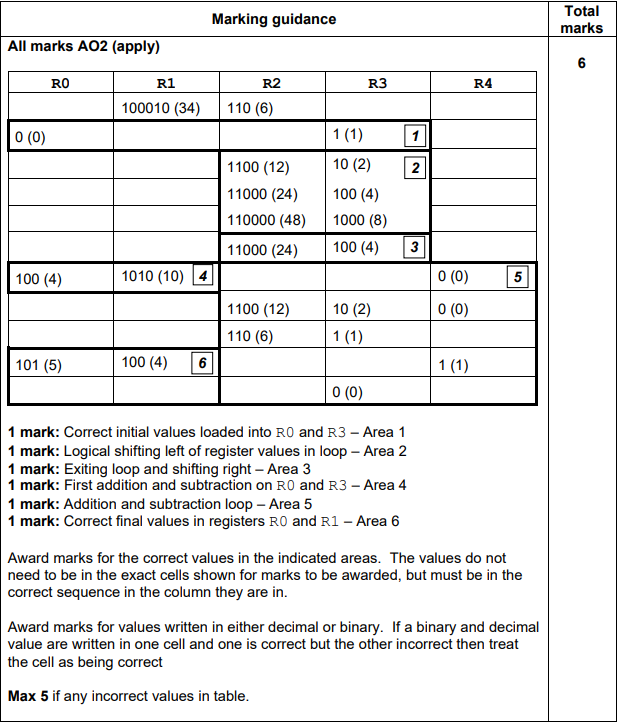 Marking guidance
Total
marks
All marks AO2 (apply)
6
R0 R1 R2 R3 R4
100010 (34) 110 (6)
0 (0) 1 (1) 1
1100 (12) 10 (2) 2
11000 (24) 100 (4)
110000 (48) 1000 (8)
11000 (24) 100 (4) 3
100 (4) 1010 (10) 4 0 (0) 5
1100 (12) 10 (2) 0 (0)
110 (6) 1 (1)
101 (5) 100 (4) 6 1 (1)
0 (0)
1 mark: Correct initial values loaded into R0 and R3 – Area 1
1 mark: Logical shifting left of register values in loop – Area 2
1 mark: Exiting loop and shifting right – Area 3
1 mark: First addition and subtraction on R0 and R3 – Area 4
1 mark: Addition and subtraction loop – Area 5
1 mark: Correct final values in registers R0 and R1 – Area 6
Award marks for the correct values in the indicated areas. The values do not
need to be in the exact cells shown for marks to be awarded, but must be in the
correct sequence in the column they are in.
Award marks for values written in either decimal or binary. If a binary and decimal
value are written in one cell and one is correct but the other incorrect then treat
the cell as being correct
Max 5 if any incorrect values in table.